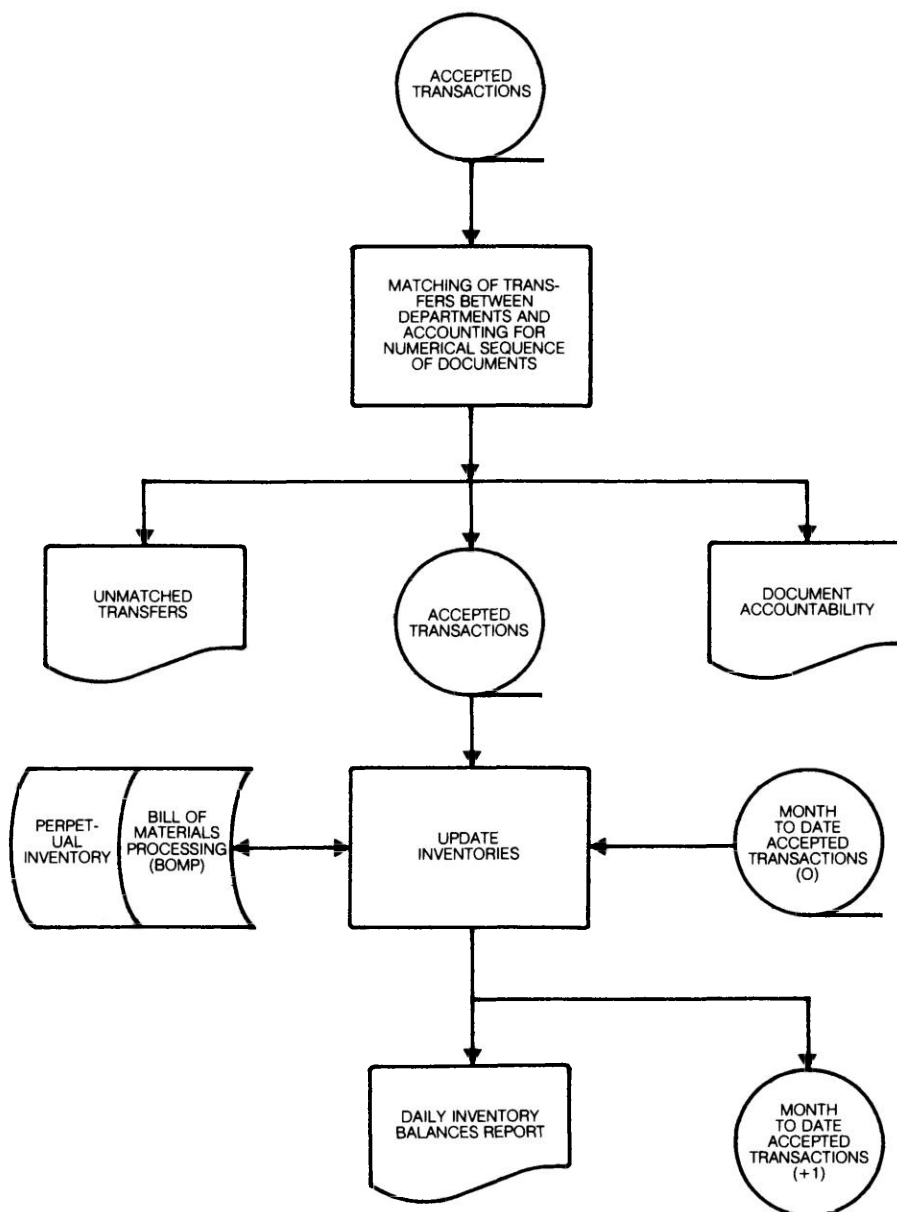 ACCEPTED
TRANSACTIONS
MATCHING OF TRANS-
FERS BETWEEN
DEPARTMENTS AND
ACCOUNTING FOR
NUMERICAL SEQUENCE
OF DOCUMENTS
UNMATCHED
TRANSFERS
ACCEPTED
TRANSACTIONS
DOCUMENT
ACCOUNTABILITY
PERPET-
UAL
INVENTORY
BILL OF
MATERIALS
PROCESSING
(BOMP)
UPDATE
INVENTORIES
MONTH
TO DATE
ACCEPTED
TRANSACTIONS
(O)
DAILY INVENTORY
BALANCES REPORT
MONTH
TO DATE
ACCEPTED
TRANSACTIONS
(+1)